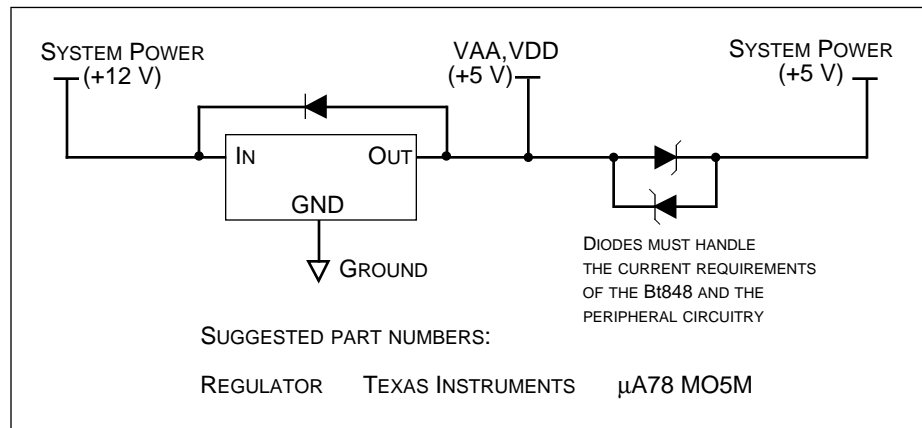 SYSTEM POWER
(+12 V)
VAA,VDD
(+5 V)
SYSTEM POWER
(+5 V)
IN
OUT
GND
GROUND
DIODES MUST HANDLE
THE CURRENT REQUIREMENTS
OF THE Bt848 AND THE
PERIPHERAL CIRCUITRY
SUGGESTED PART NUMBERS:
REGULATOR TEXAS INSTRUMENTS μA78 MO5M